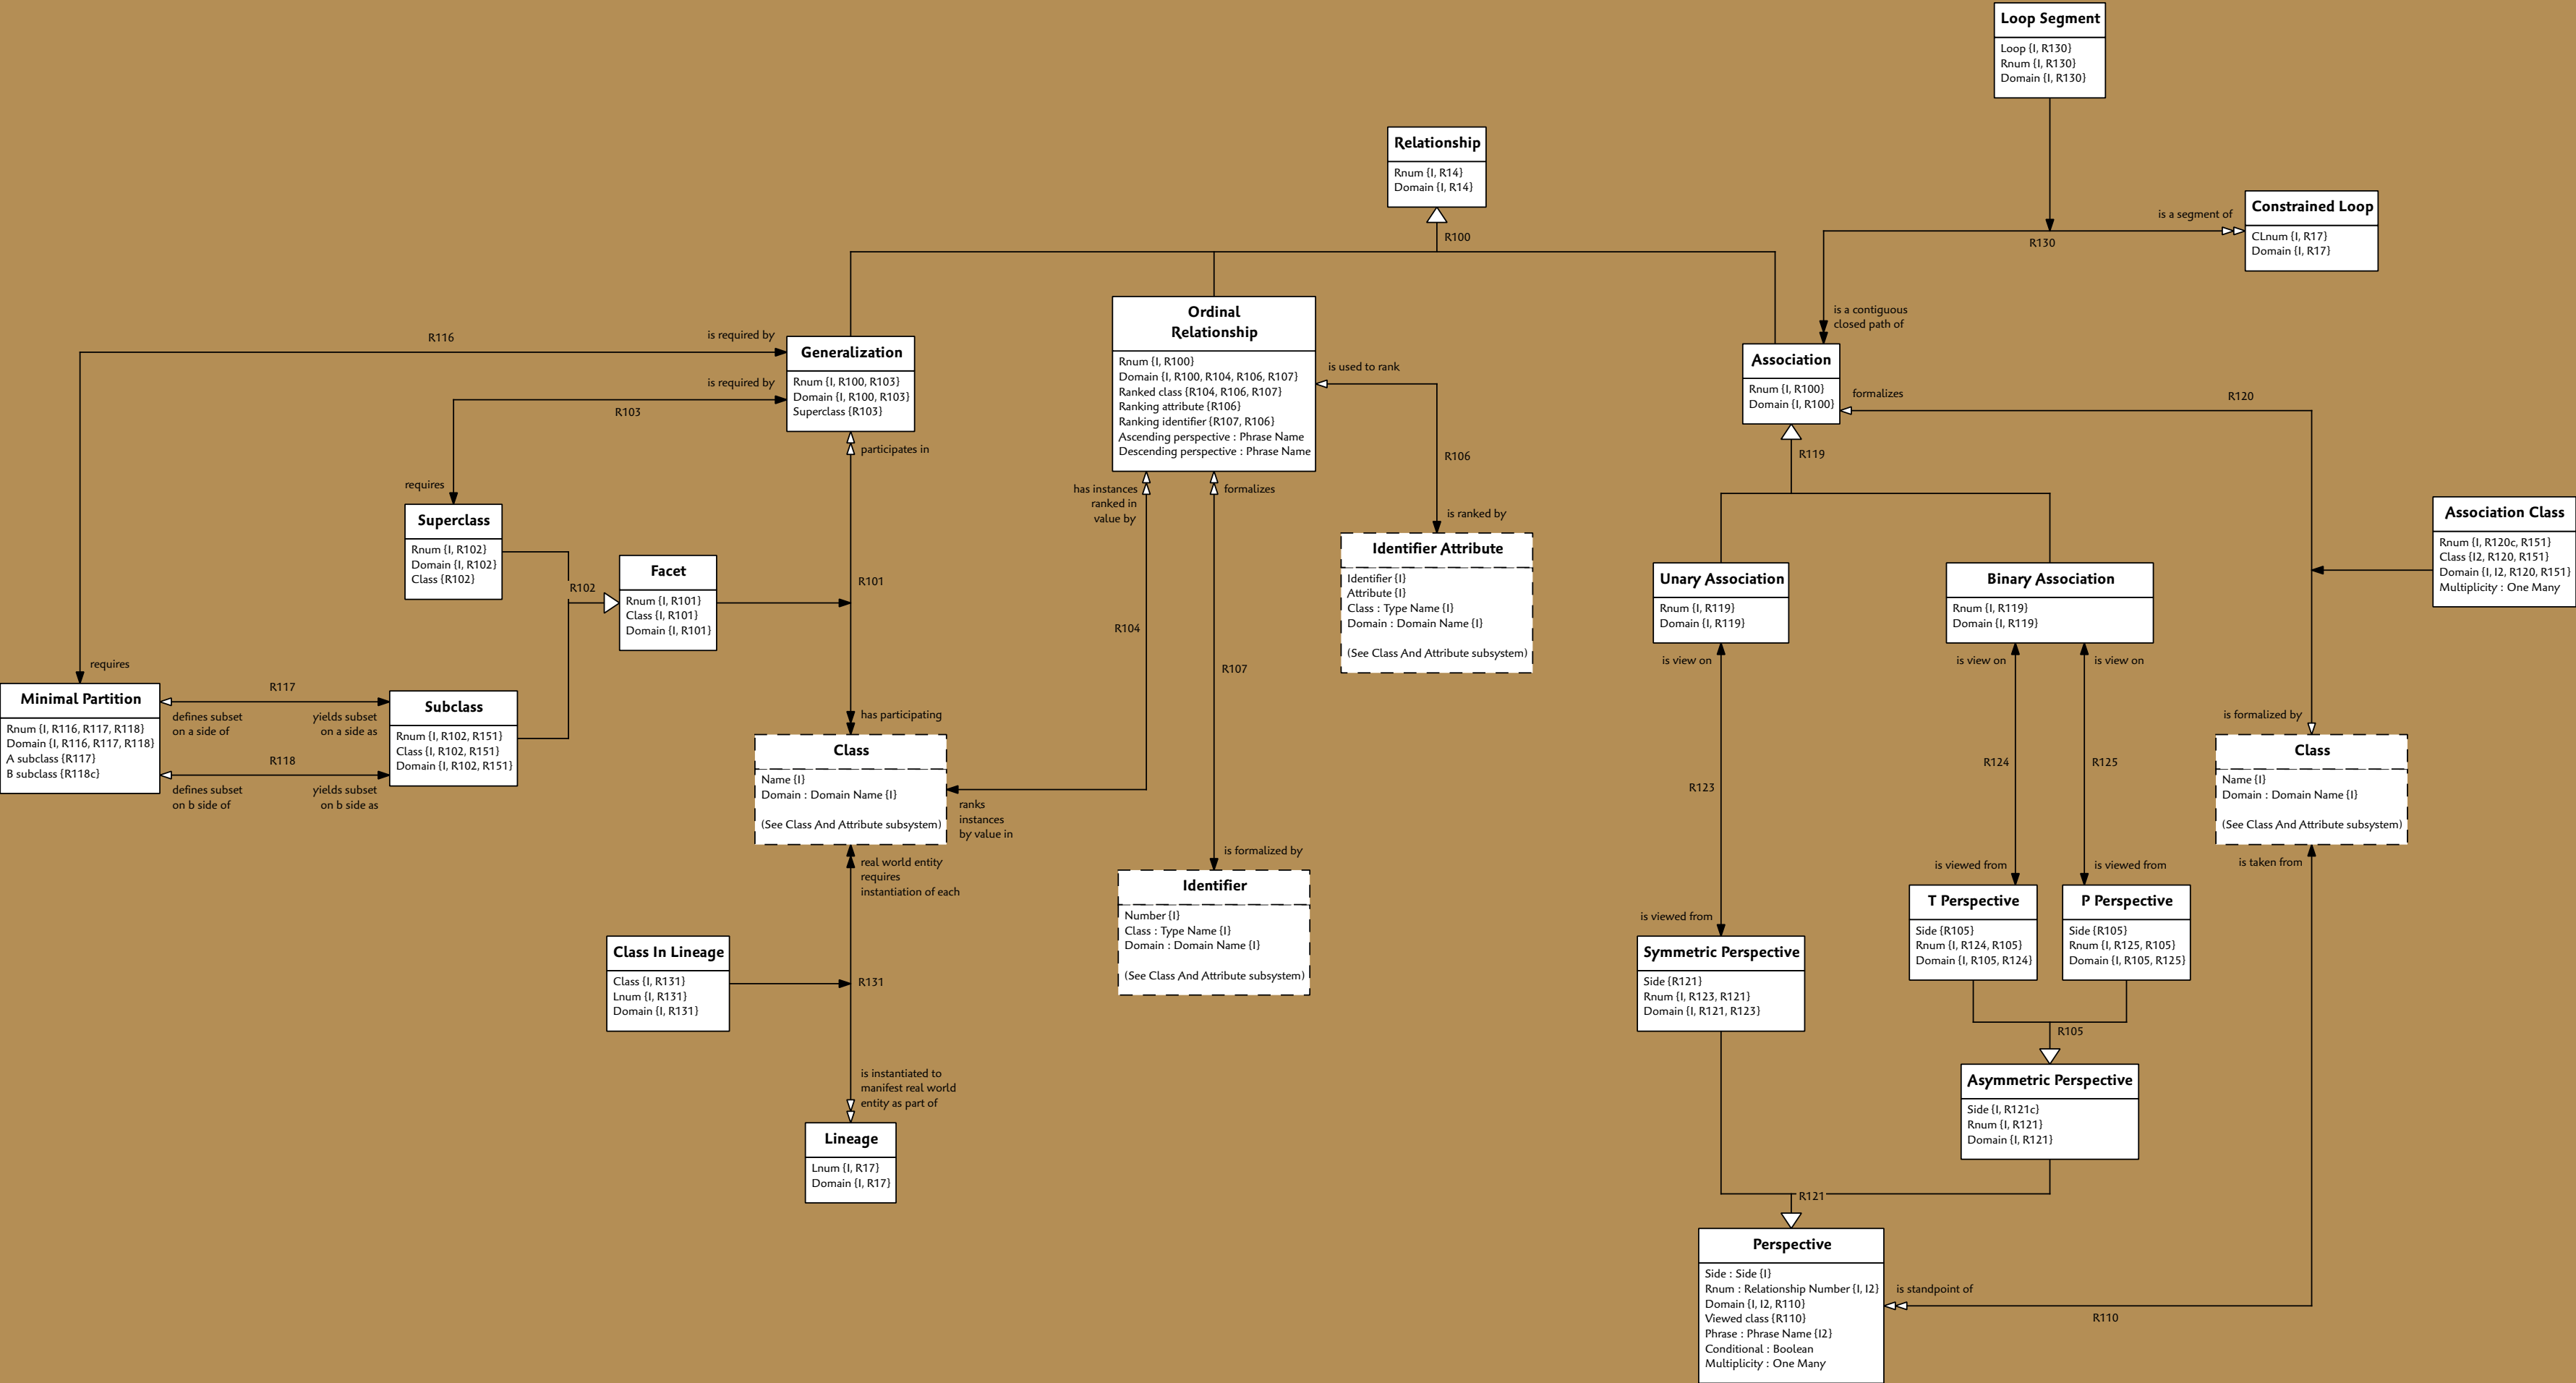 Loop Segment
Loop {I, R130}
Rnum {I, R130}
Domain {I, R130}
Relationship
Rnum {I, R14}
Domain {I, R14}
R100
is a segment of
R130
Constrained Loop
CLnum {I, R17}
Domain {I, R17}
is a contiguous
closed path of
R116
is required by
Generalization
Rnum {I, R100, R103}
Domain {I, R100, R103}
Superclass {R103}
is required by
R103
participates in
Ordinal
Relationship
Rnum {I, R100}
Domain {I, R100, R104, R106, R107}
Ranked class {R104, R106, R107}
Ranking attribute {R106}
Ranking identifier {R107, R106}
Ascending perspective : Phrase Name
Descending perspective : Phrase Name
is used to rank
R106
is ranked by
has instances
ranked in
value by
formalizes
Association
Rnum {I, R100}
Domain {I, R100}
formalizes
R120
R119
requires
Superclass
Rnum {I, R102}
Domain {I, R102}
Class {R102}
R102
Facet
Rnum {I, R101}
Class {I, R101}
Domain {I, R101}
R101
R104
R107
Identifier Attribute
Identifier {I}
Attribute {I}
Class : Type Name {I}
Domain : Domain Name {I}
(See Class And Attribute subsystem)
Unary Association
Rnum {I, R119}
Domain {I, R119}
Binary Association
Rnum {I, R119}
Domain {I, R119}
Association Class
Rnum {I, R120c, R151}
Class {I2, R120, R151}
Domain {I, I2, R120, R151}
Multiplicity : One Many
is view on
is view on
is view on
requires
Minimal Partition
Rnum {I, R116, R117, R118}
Domain {I, R116, R117, R118}
A subclass {R117}
B subclass {R118c}
R117
defines subset
on a side of
yields subset
on a side as
R118
defines subset
on b side of
yields subset
on b side as
Subclass
Rnum {I, R102, R151}
Class {I, R102, R151}
Domain {I, R102, R151}
has participating
Class
Name {I}
Domain : Domain Name {I}
(See Class And Attribute subsystem)
ranks
instances
by value in
is formalized by
Class
Name {I}
Domain : Domain Name {I}
(See Class And Attribute subsystem)
R123
R124
R125
real world entity
requires
instantiation of each
is formalized by
Identifier
Number {I}
Class : Type Name {I}
Domain : Domain Name {I}
(See Class And Attribute subsystem)
is viewed from
is viewed from
is viewed from
is taken from
T Perspective
Side {R105}
Rnum {I, R124, R105}
Domain {I, R105, R124}
P Perspective
Side {R105}
Rnum {I, R125, R105}
Domain {I, R105, R125}
Class In Lineage
Class {I, R131}
Lnum {I, R131}
Domain {I, R131}
R131
Symmetric Perspective
Side {R121}
Rnum {I, R123, R121}
Domain {I, R121, R123}
R105
Asymmetric Perspective
Side {I, R121c}
Rnum {I, R121}
Domain {I, R121}
is instantiated to
manifest real world
entity as part of
Lineage
Lnum {I, R17}
Domain {I, R17}
R121
Perspective
Side : Side {I}
Rnum : Relationship Number {I, I2}
Domain {I, I2, R110}
Viewed class {R110}
Phrase : Phrase Name {I2}
Conditional : Boolean
Multiplicity : One Many
is standpoint of
R110